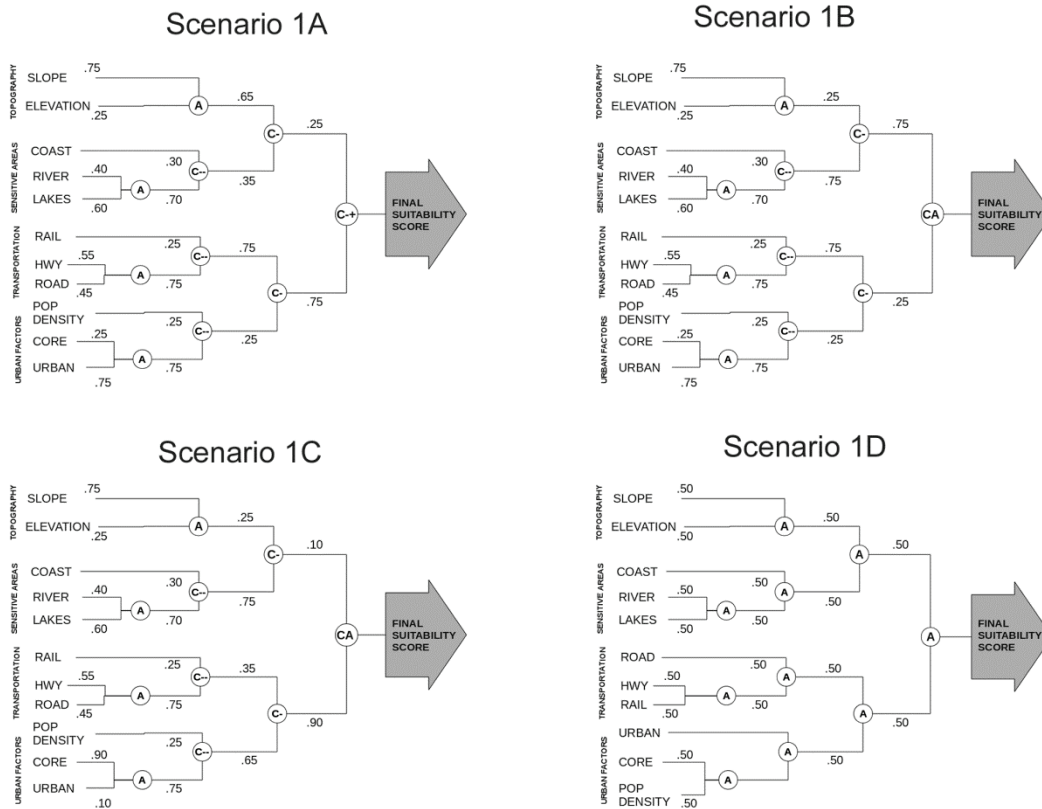 Scenario 1A
TOPOGRAPHY
.75
SLOPE
ELEVATION
.25
A
.65
C-
.25
SENSITIVE AREAS
COAST
RIVER
.40
LAKES
.60
A
.30
.70
C--
.35
C-+
FINAL
SUITABILITY
SCORE
TRANSPORTATION
RAIL
HWY
.55
ROAD
.45
A
.25
.75
C--
.75
C-
.75
URBAN FACTORS
POP
DENSITY
CORE
.25
URBAN
.75
A
.25
.75
C--
.25
Scenario 1B
TOPOGRAPHY
.75
SLOPE
ELEVATION
.25
A
.25
C-
.75
SENSITIVE AREAS
COAST
RIVER
.40
LAKES
.60
A
.30
.70
C--
.75
CA
FINAL
SUITABILITY
SCORE
TRANSPORTATION
RAIL
HWY
.55
ROAD
.45
A
.25
.75
C--
.75
C-
.25
URBAN FACTORS
POP
DENSITY
CORE
.25
URBAN
.75
A
.25
.75
C--
.25
Scenario 1C
TOPOGRAPHY
.75
SLOPE
ELEVATION
.25
A
.25
C-
.10
SENSITIVE AREAS
COAST
RIVER
.40
LAKES
.60
A
.30
.70
C--
.75
CA
FINAL
SUITABILITY
SCORE
TRANSPORTATION
RAIL
HWY
.55
ROAD
.45
A
.25
.75
C--
.35
C-
.90
URBAN FACTORS
POP
DENSITY
CORE
.90
URBAN
.10
A
.25
.75
C--
.65
Scenario 1D
TOPOGRAPHY
.50
SLOPE
ELEVATION
.50
A
.50
A
.50
SENSITIVE AREAS
COAST
RIVER
.50
LAKES
.50
A
.50
.50
A
.50
A
FINAL
SUITABILITY
SCORE
TRANSPORTATION
ROAD
HWY
.50
RAIL
.50
A
.50
.50
A
.50
A
.50
URBAN FACTORS
URBAN
CORE
.50
POP
DENSITY
.50
A
A
.50